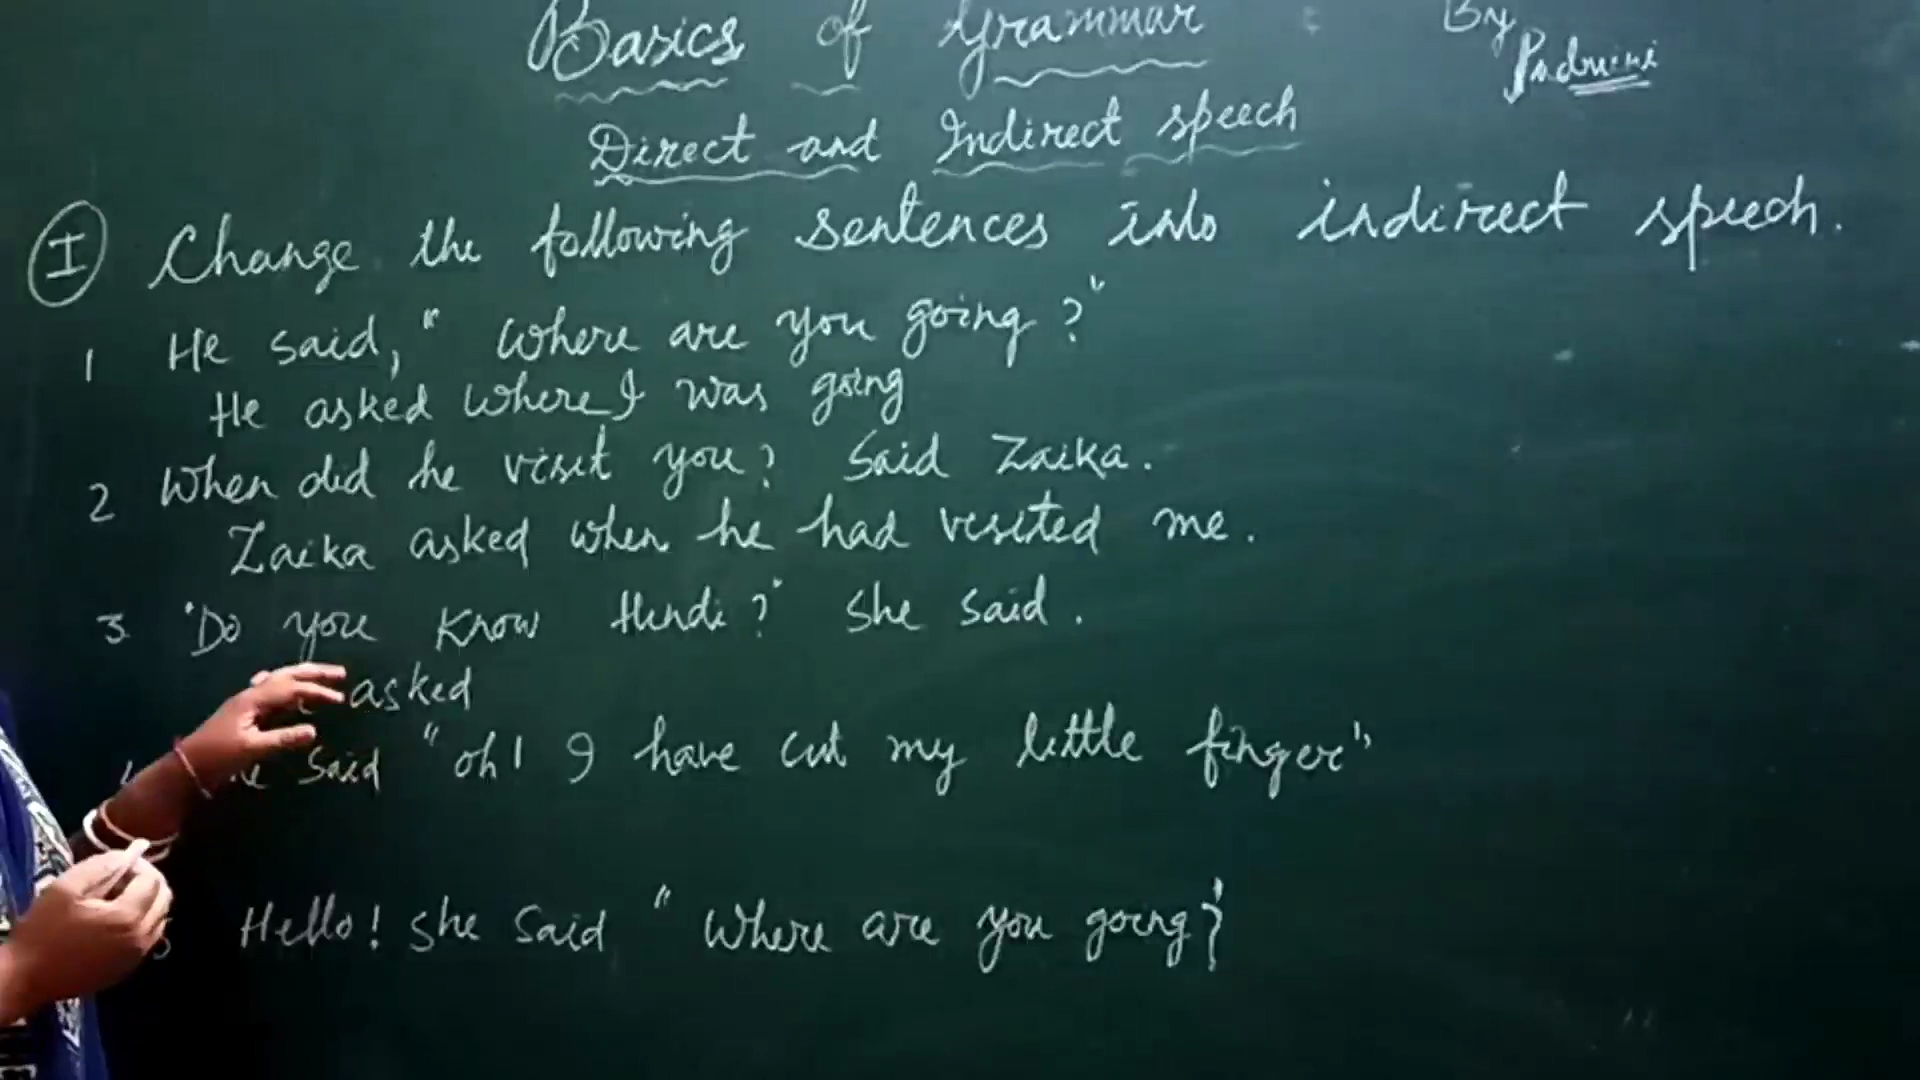 Basics of Grammar : By
Padmini
Direct and Indirect speech
I Change the following sentences into indirect speech.
1 He said, " Where are you going ? "
He asked where I was going
2 When did he visit you? Said Zaika.
Zaika asked when he had visited me.
3 'Do you know Hindi ?' She said.
asked
said "oh! I have cut my little finger"
Hello! She said " Where are you going?